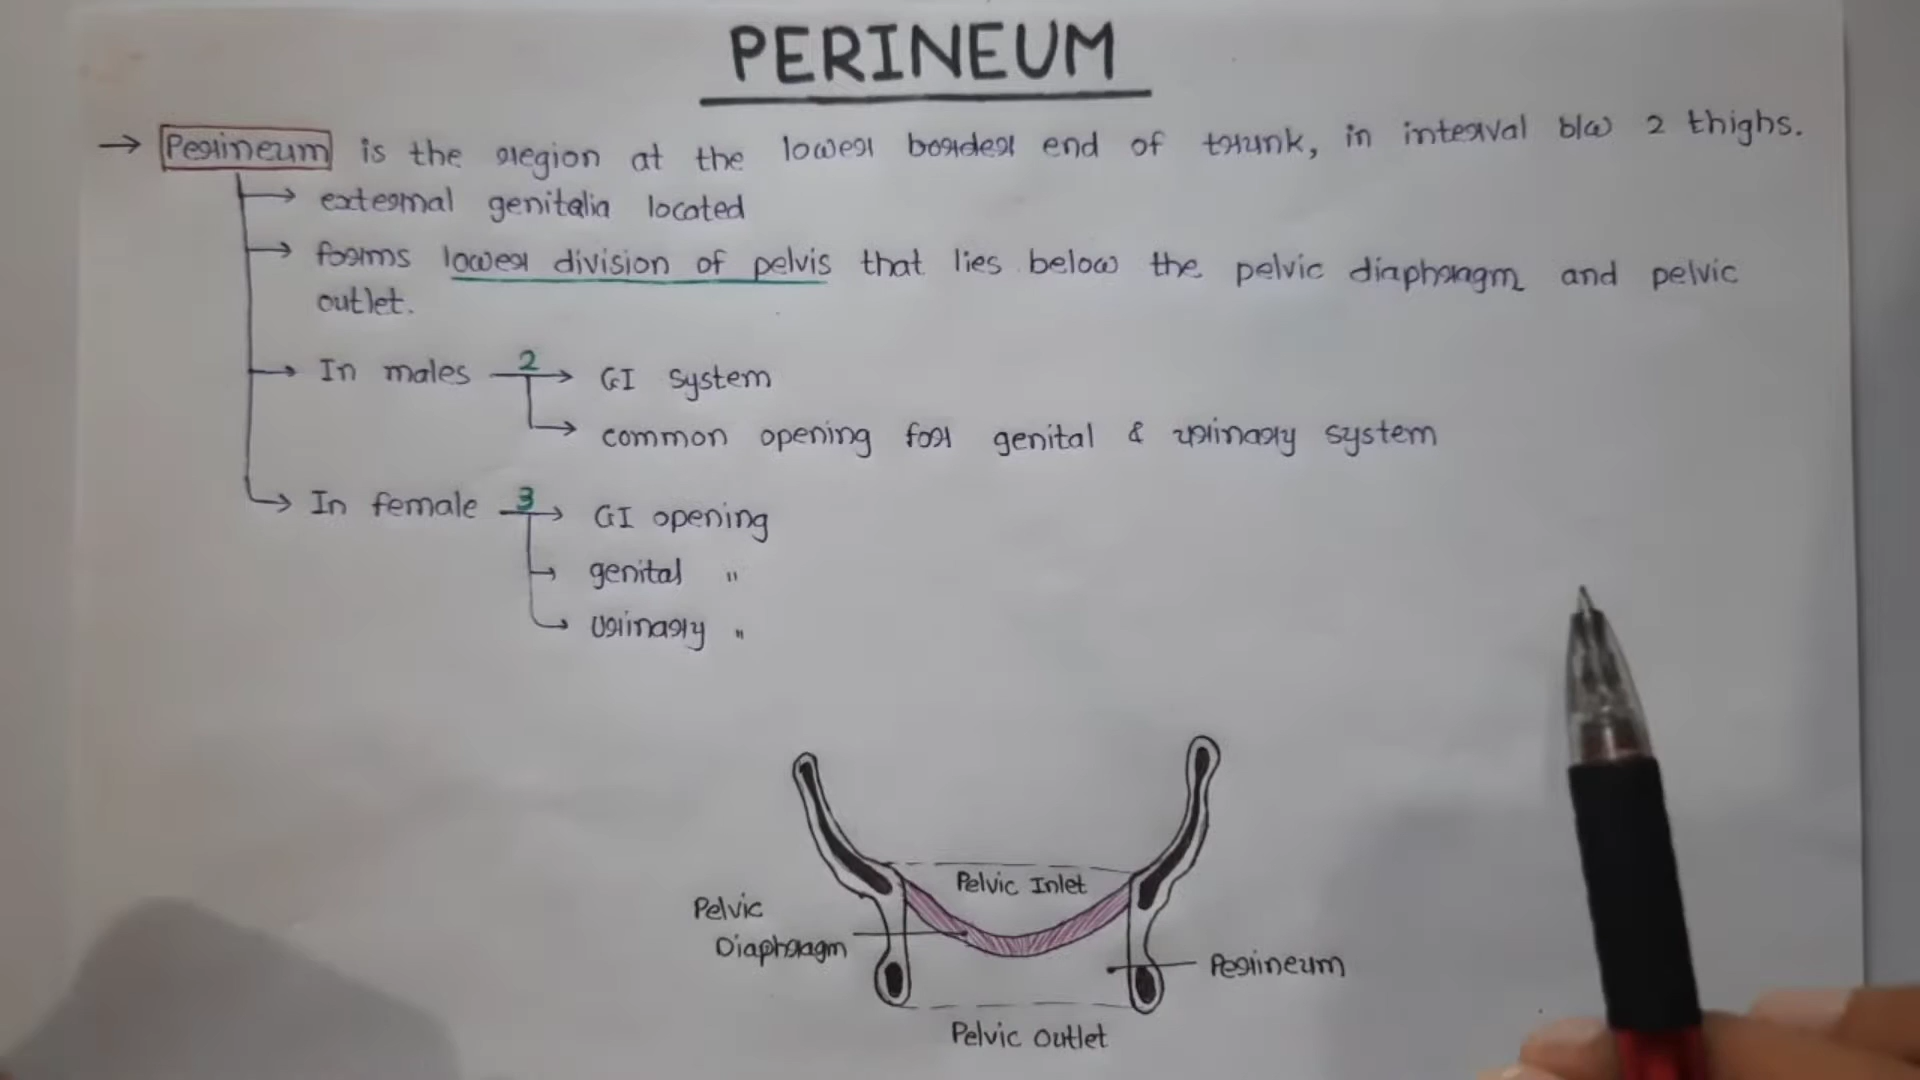 PERINEUM
→ Perineum is the region at the lower border end of trunk, in interval b/w 2 thighs.
→ external genitalia located
→ forms lower division of pelvis that lies below the pelvic diaphragm and pelvic
outlet.
→ In males 2 → GI system
→ common opening for genital & urinary system
→ In female 3 → GI opening
→ genital "
→ Urinary "
Pelvic Inlet
Pelvic
Diaphragm
Perineum
Pelvic Outlet